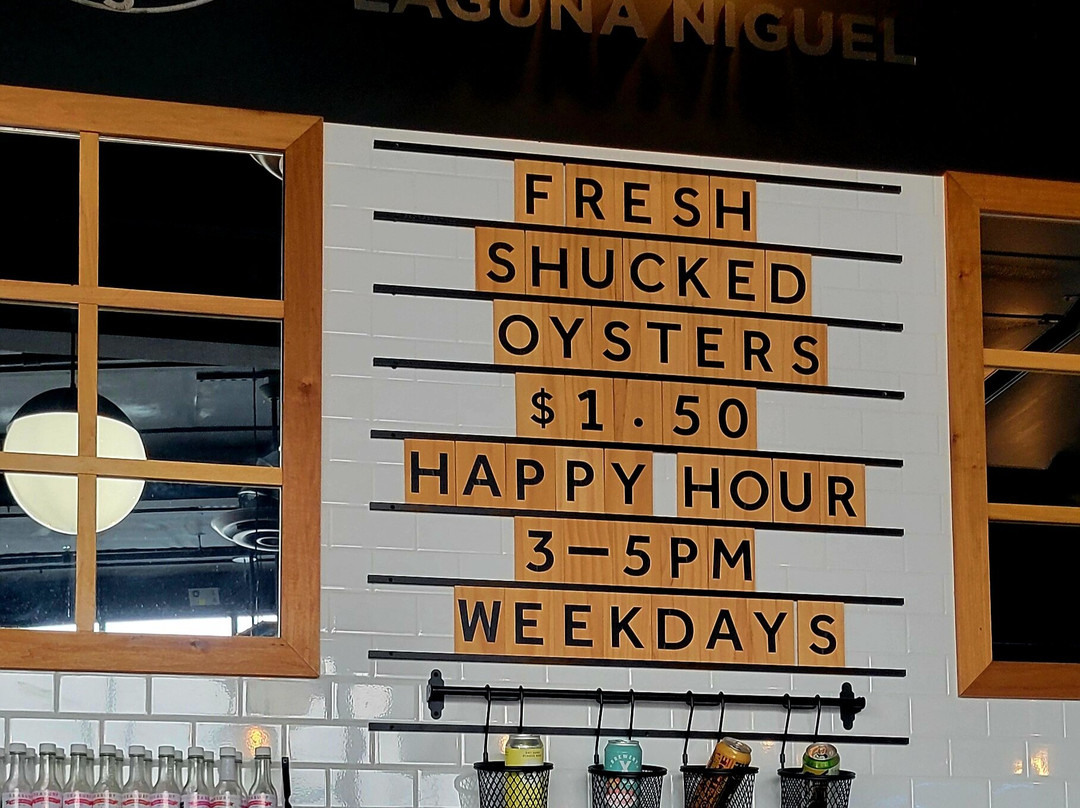 LAGUNA NIGUEL
FRESH
SHUCKED
OYSTERS
$1.50
HAPPY HOUR
3—5PM
WEEKDAYS